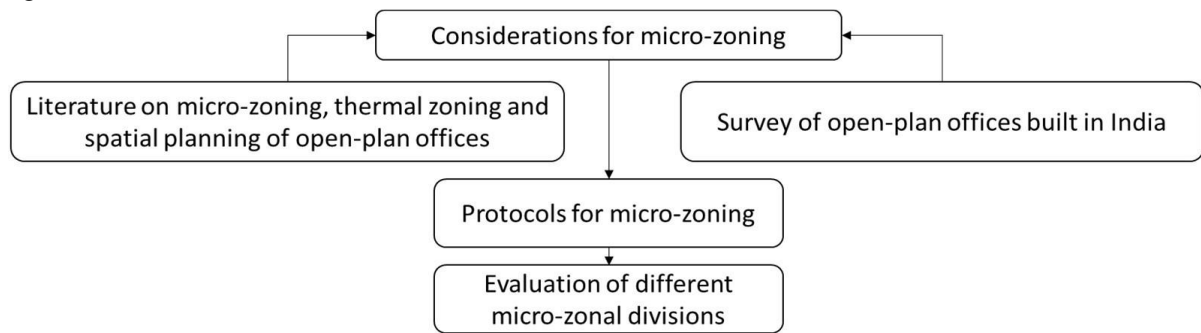 Considerations for micro-zoning
Literature on micro-zoning, thermal zoning and
spatial planning of open-plan offices
Survey of open-plan offices built in India
Protocols for micro-zoning
Evaluation of different
micro-zonal divisions